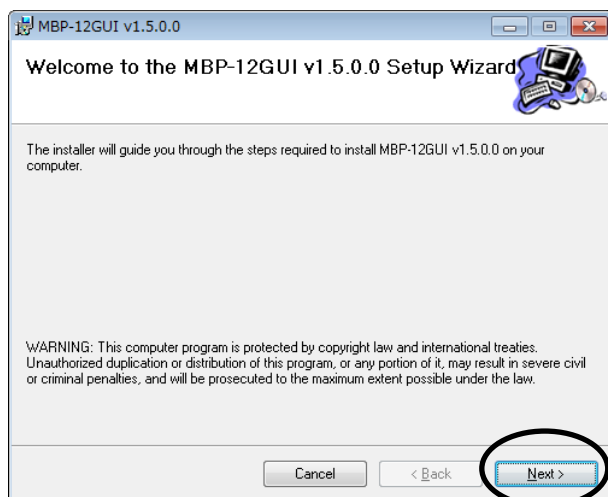 MBP-12GUI v1.5.0.0
Welcome to the MBP-12GUI v1.5.0.0 Setup Wizard
The installer will guide you through the steps required to install MBP-12GUI v1.5.0.0 on your
computer.
WARNING: This computer program is protected by copyright law and international treaties.
Unauthorized duplication or distribution of this program, or any portion of it, may result in severe civil
or criminal penalties, and will be prosecuted to the maximum extent possible under the law.
Cancel < Back Next >